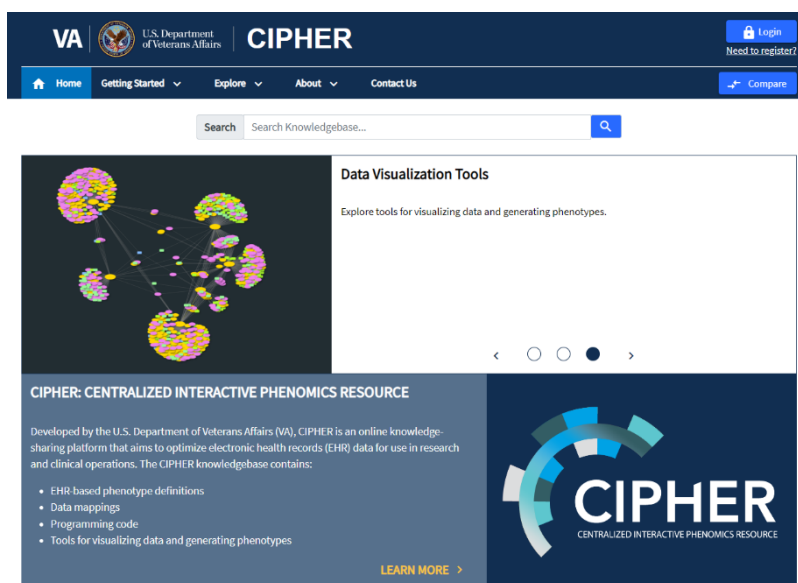 VA
U.S. Department
of Veterans Affairs
CIPHER
Login
Need to register?
Home
Getting Started
Explore
About
Contact Us
Compare
Search
Search Knowledgebase...
Data Visualization Tools
Explore tools for visualizing data and generating phenotypes.
CIPHER: CENTRALIZED INTERACTIVE PHENOMICS RESOURCE
Developed by the U.S. Department of Veterans Affairs (VA), CIPHER is an online knowledge-
sharing platform that aims to optimize electronic health records (EHR) data for use in research
and clinical operations. The CIPHER knowledgebase contains:
• EHR-based phenotype definitions
• Data mappings
• Programming code
• Tools for visualizing data and generating phenotypes
LEARN MORE >
CIPHER
CENTRALIZED INTERACTIVE PHENOMICS RESOURCE